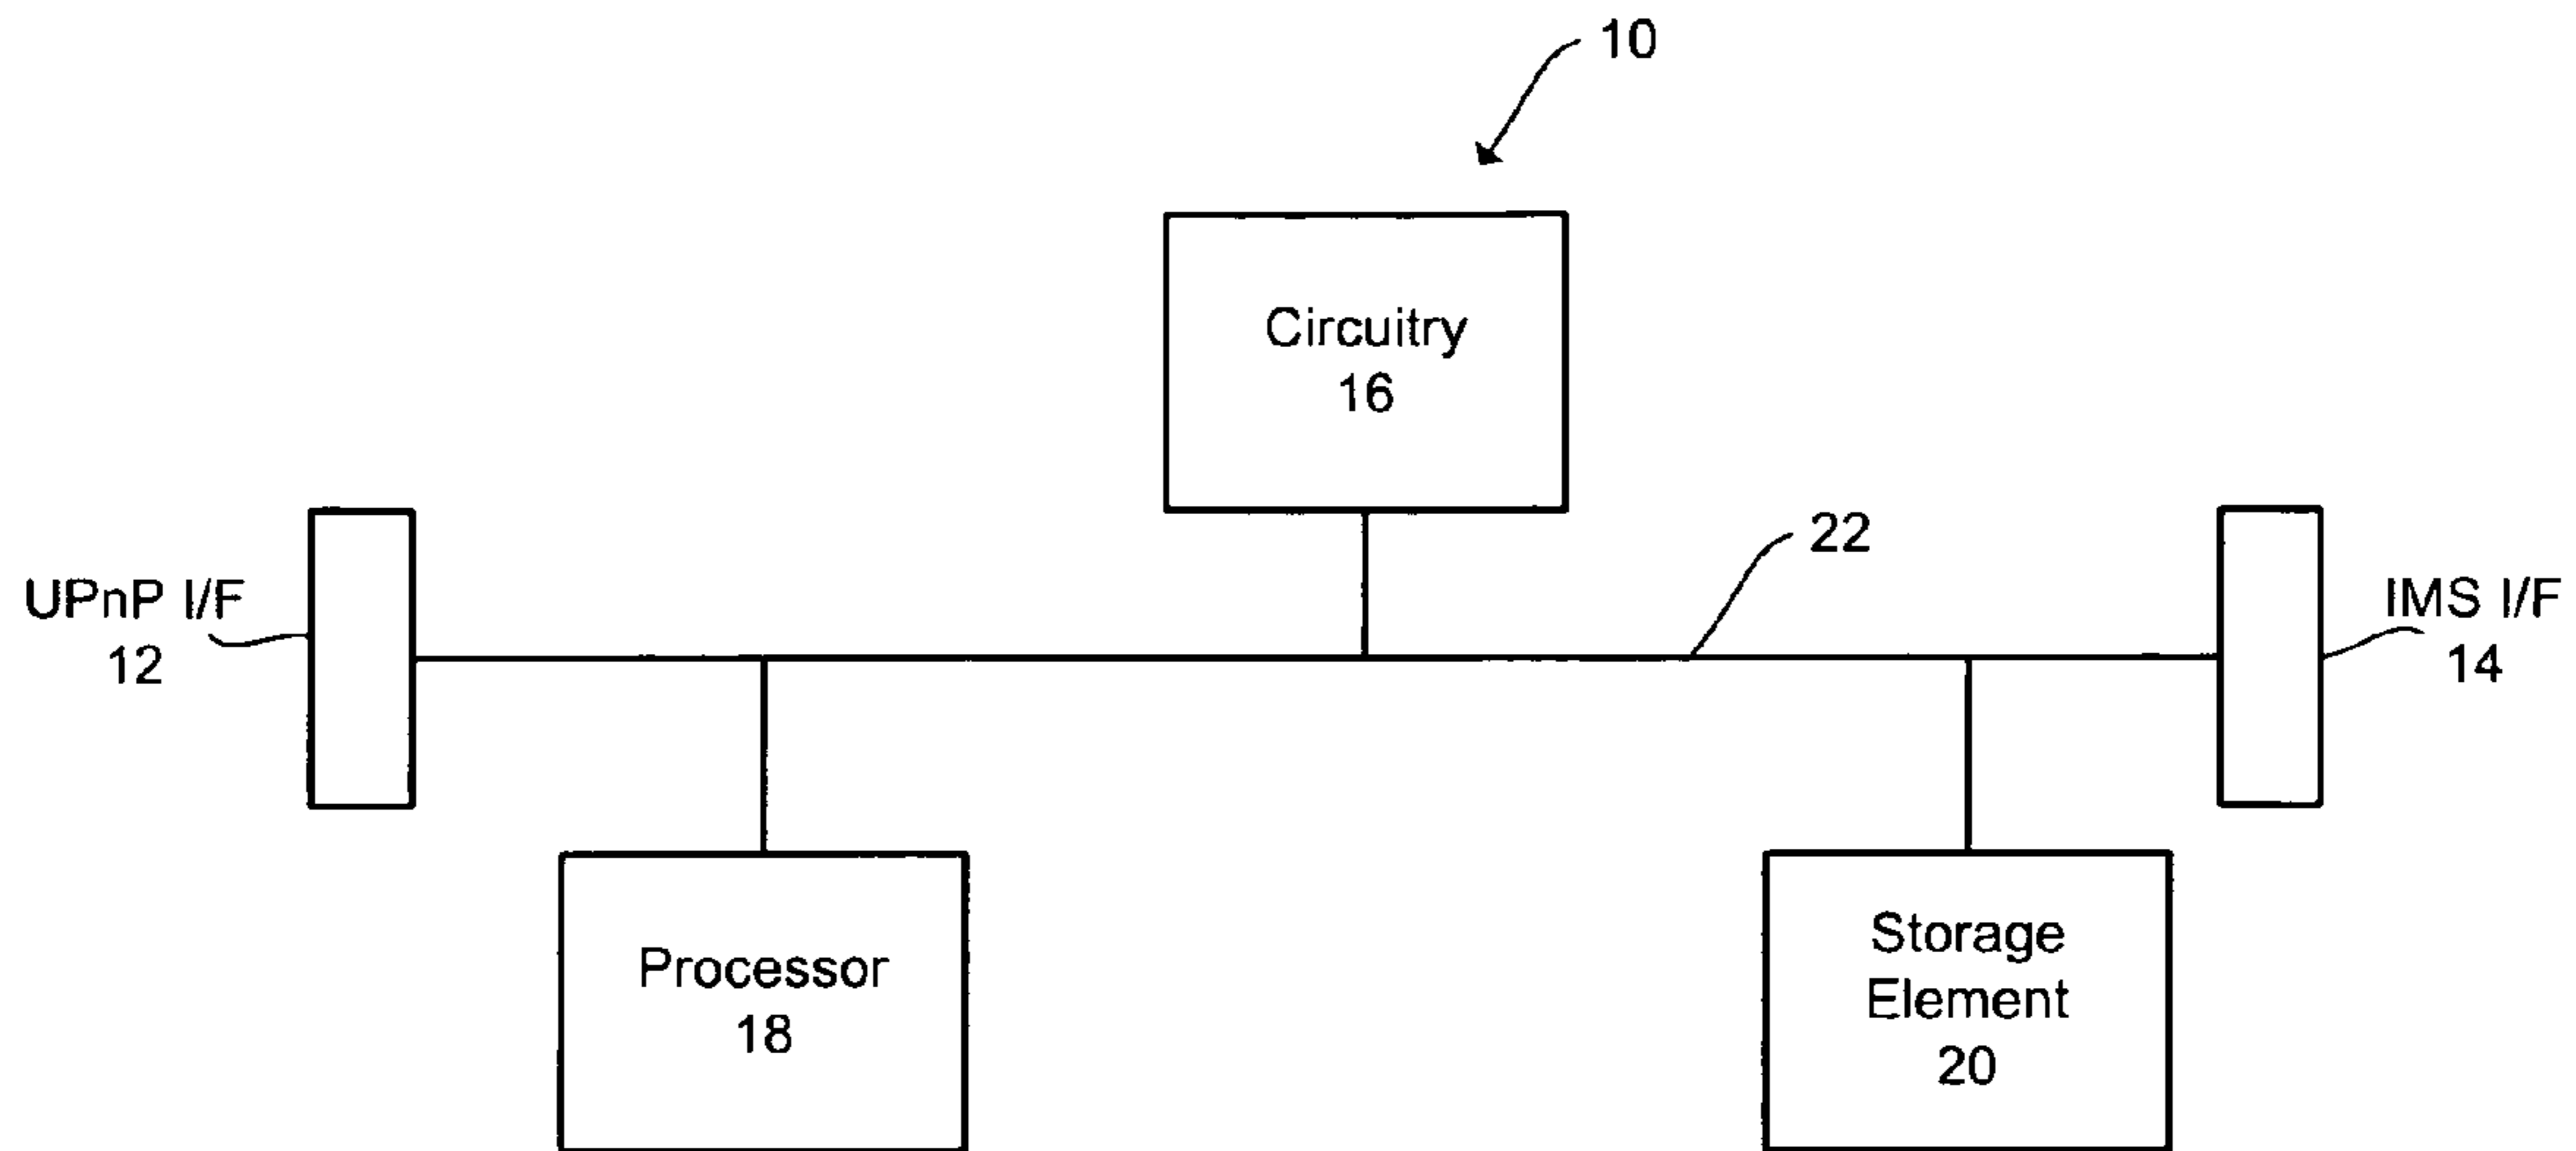 10
Circuitry
16
22
UPnP I/F
12
IMS I/F
14
Processor
18
Storage
Element
20